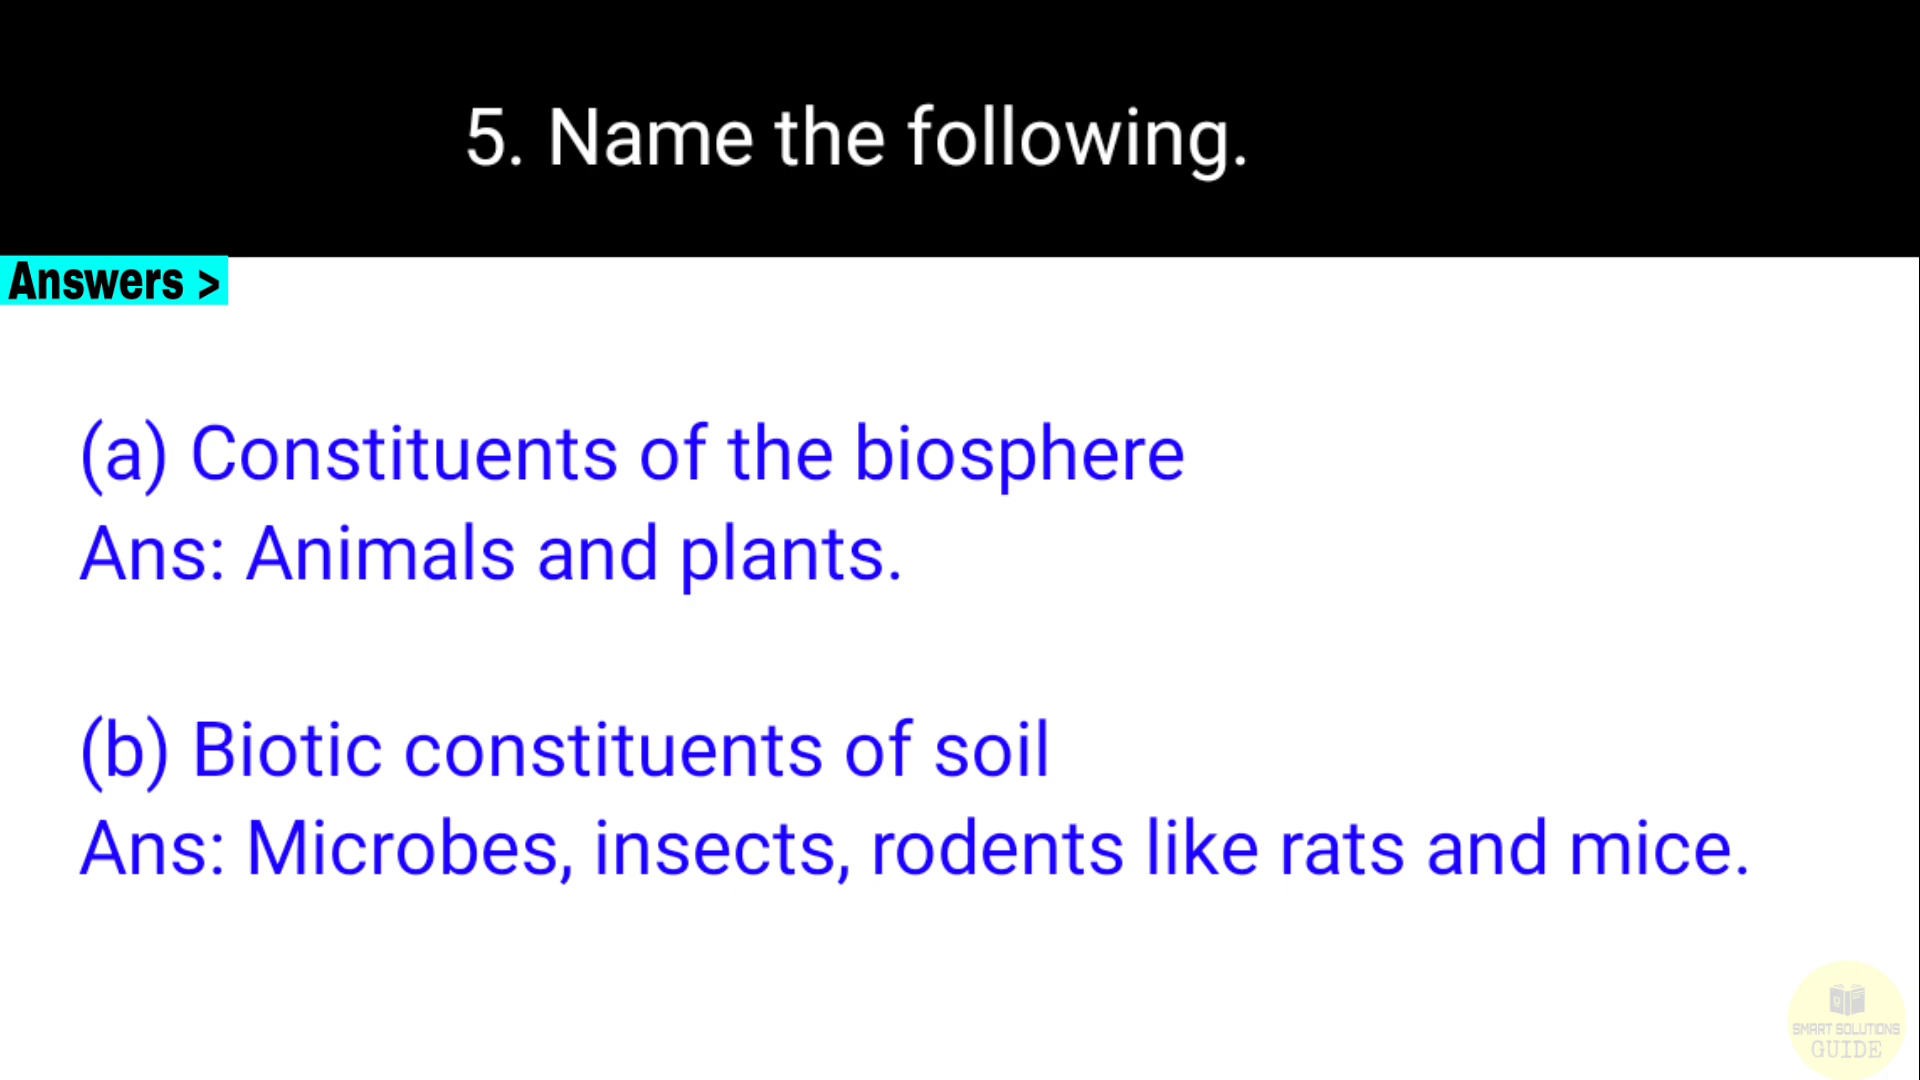 5. Name the following.
Answers >
(a) Constituents of the biosphere
Ans: Animals and plants.
(b) Biotic constituents of soil
Ans: Microbes, insects, rodents like rats and mice.
SMART SOLUTIONS
GUIDE